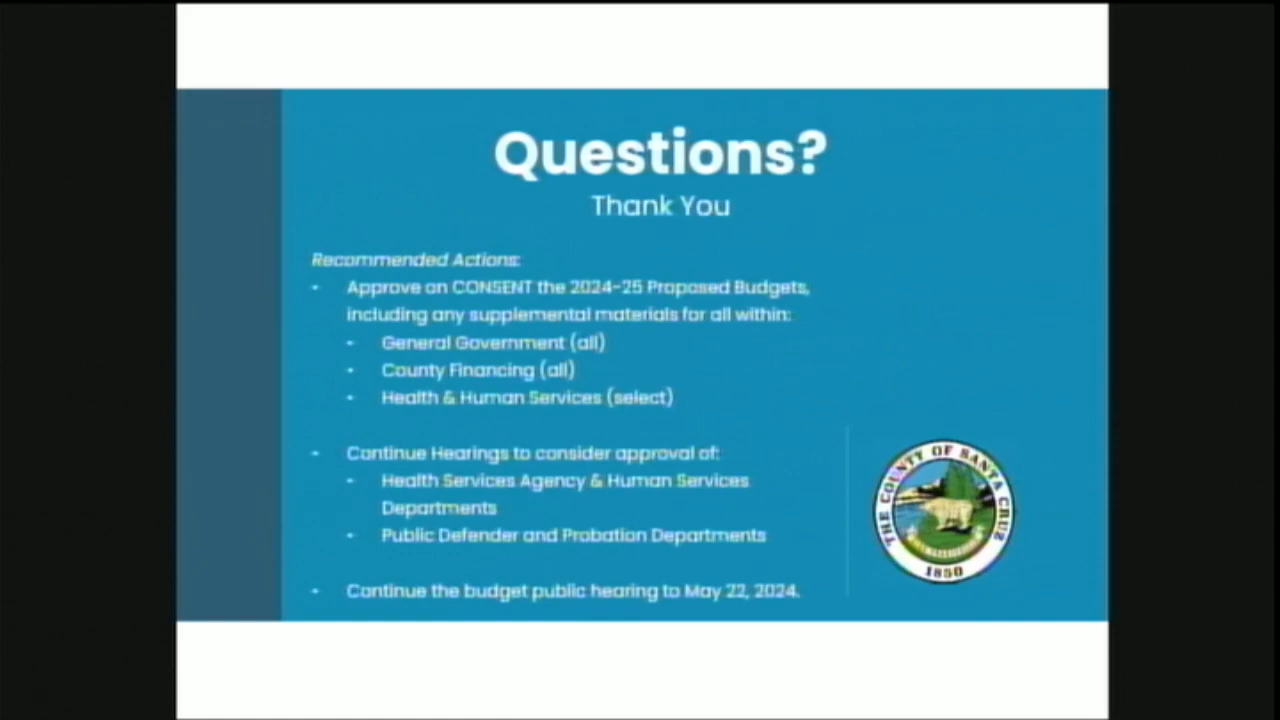 Questions?
Thank You
Recommended Actions:
- Approve on CONSENT the 2024-25 Proposed Budgets,
including any supplemental materials for all within:
- General Government (all)
- County Financing (all)
- Health & Human Services (select)
- Continue Hearings to consider approval of:
- Health Services Agency & Human Services
Departments
- Public Defender and Probation Departments
- Continue the budget public hearing to May 22, 2024.
THE COUNTY OF SANTA CRUZ
1850